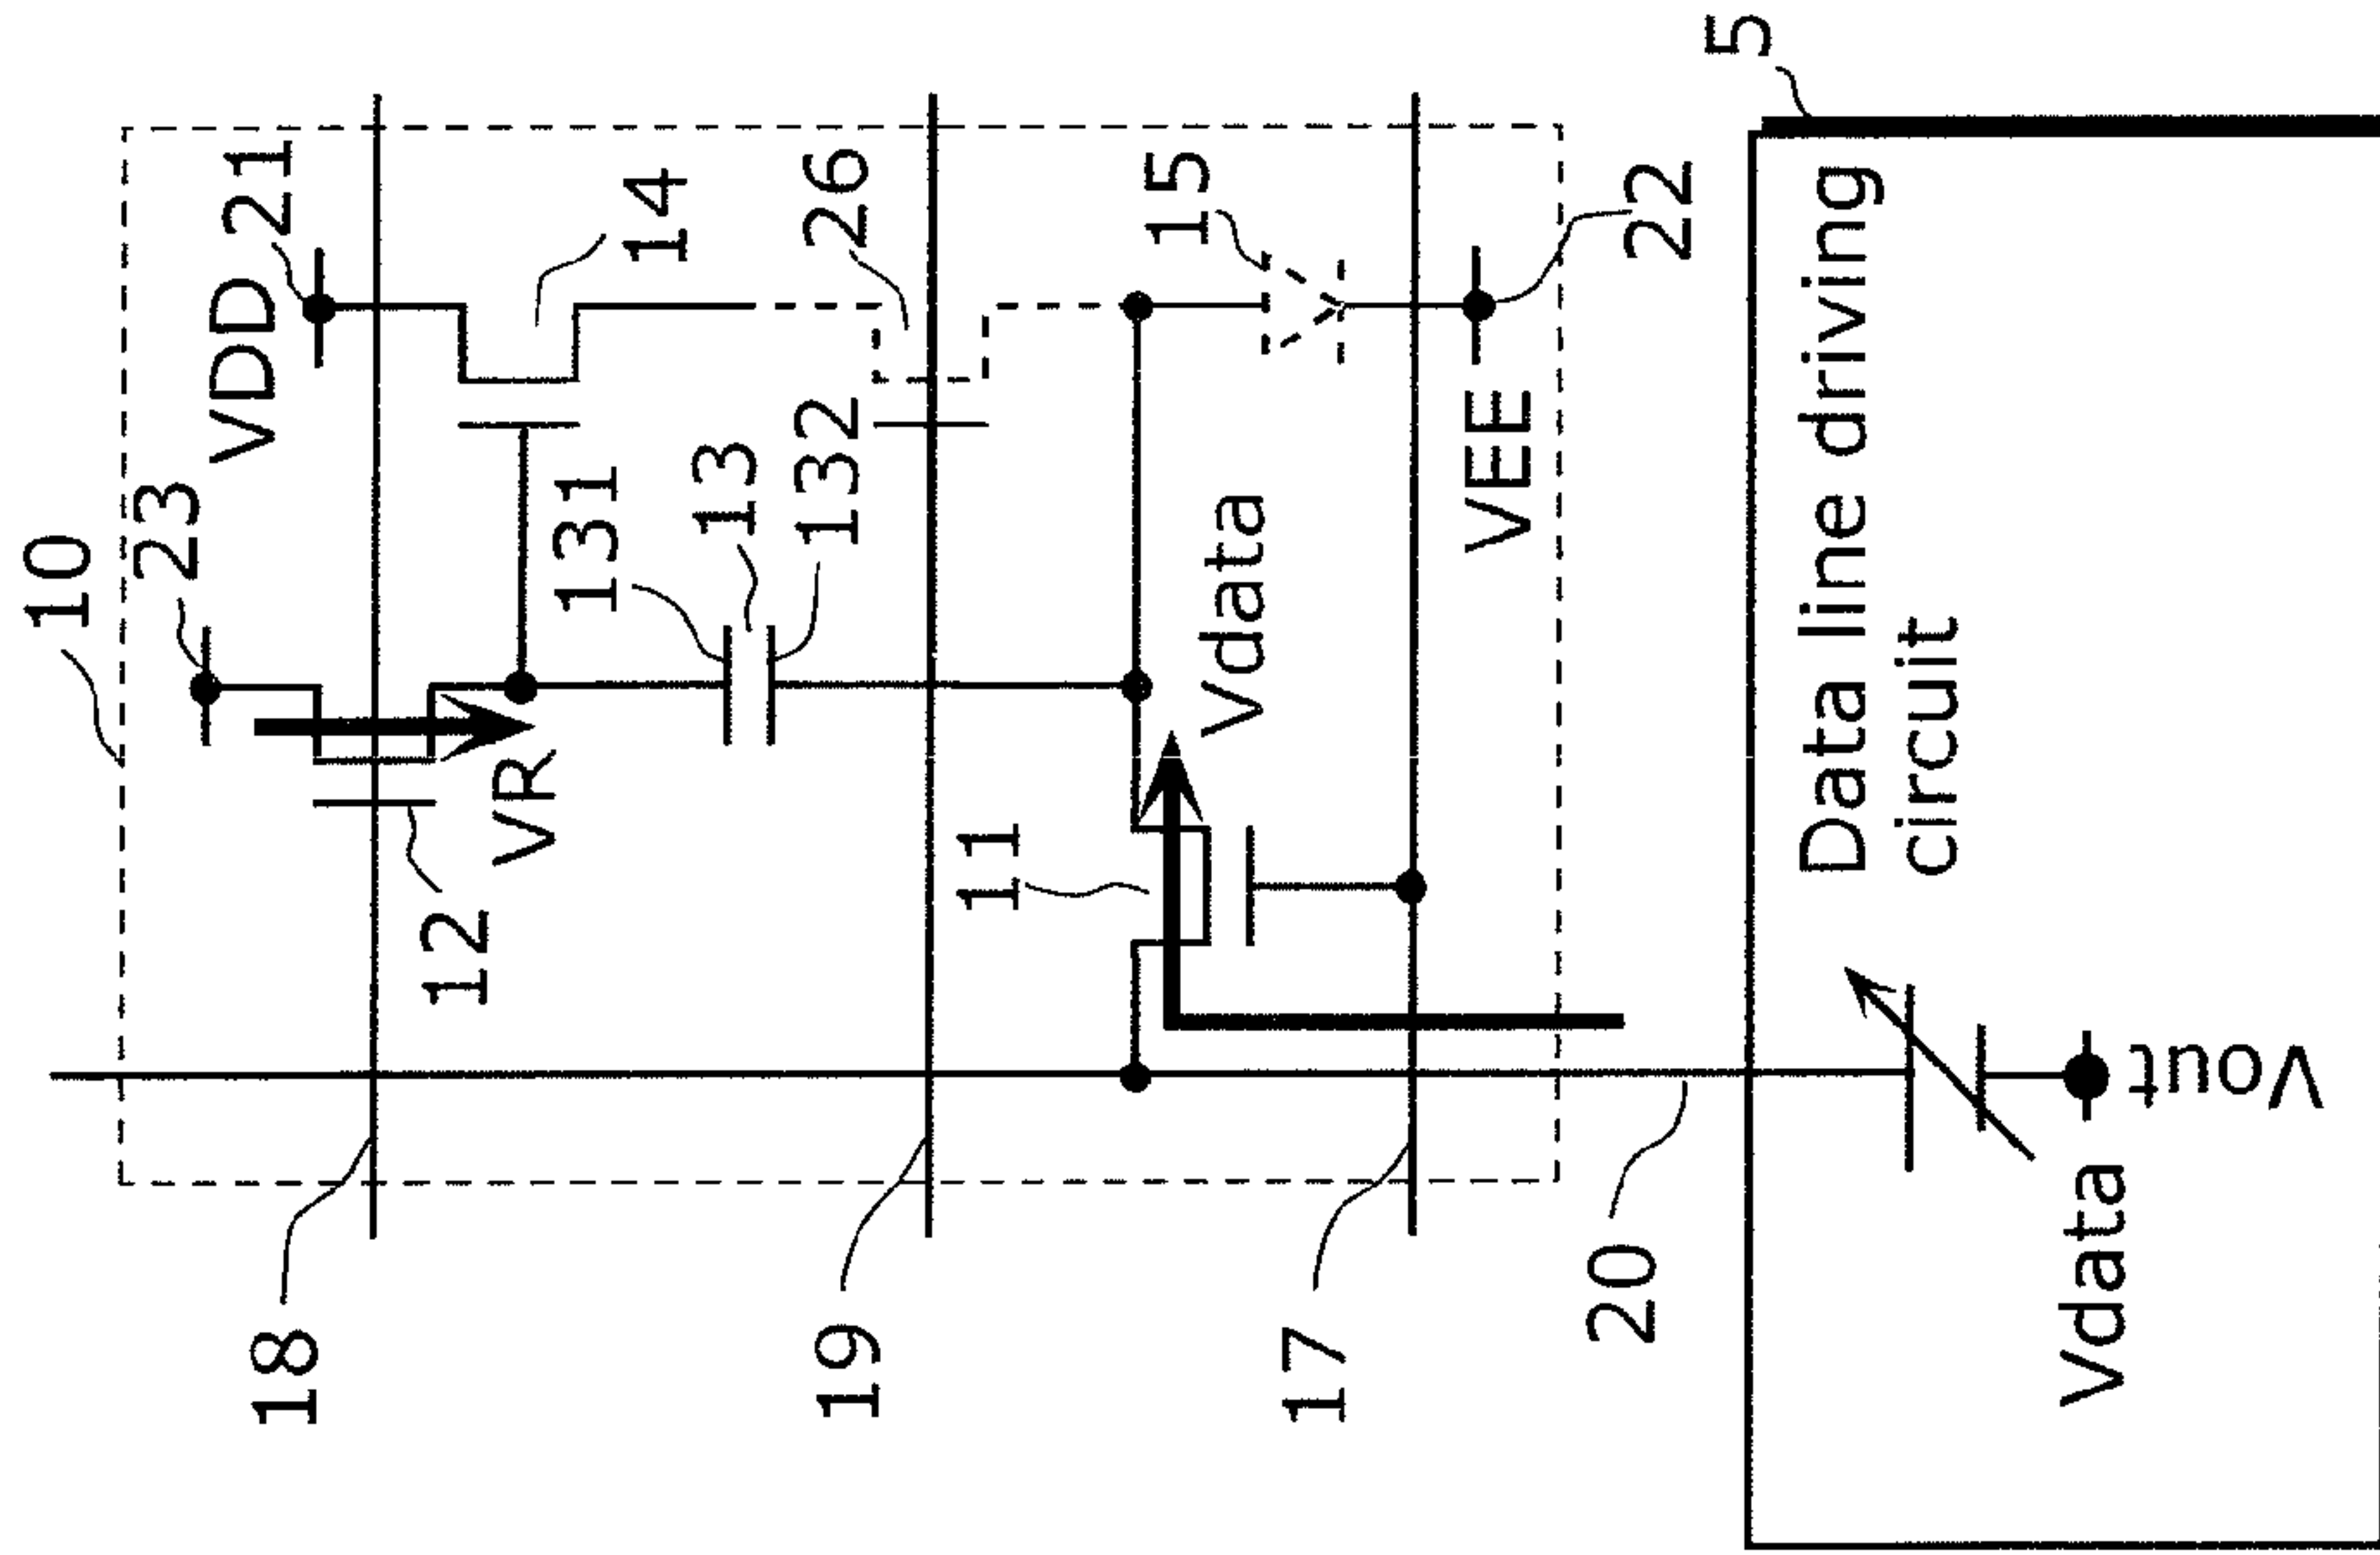 10
23
VDD
21
14
12
VR
131
13
132
26
11
Vdata
15
VEE
22
18
19
17
20
5
Data line driving
circuit
Vdata
Vout